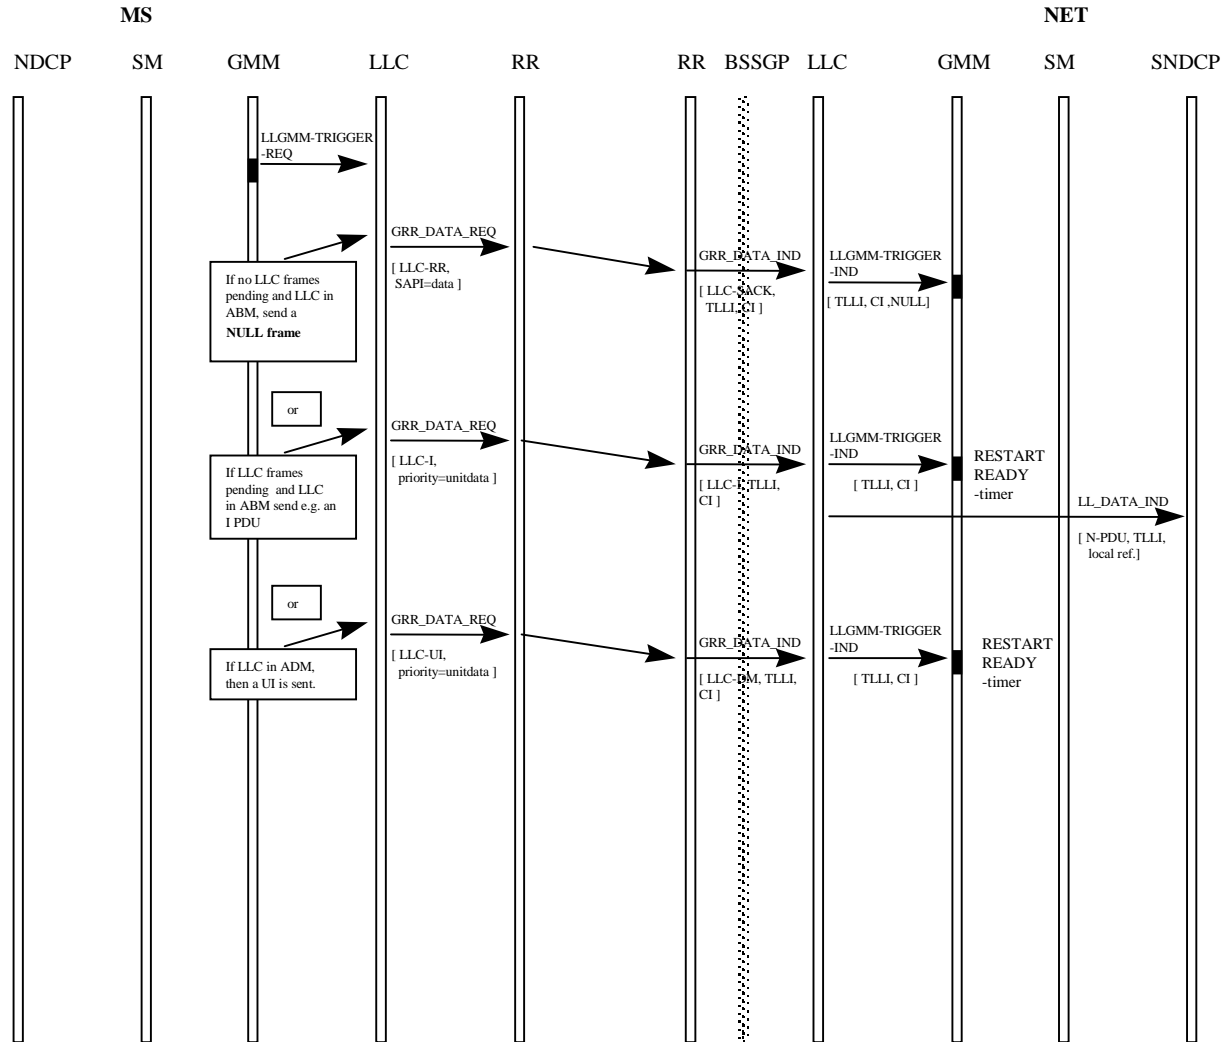 MS NET
NDCP SM GMM LLC RR RR BSSGP LLC GMM SM SNDCP
LLGMM-TRIGGER
-REQ
GRR_DATA_REQ
[ LLC-RR,
SAPI=data ]
GRR_DATA_IND
[ LLC-SACK,
TLLI, CI ]
LLGMM-TRIGGER
-IND
[ TLLI, CI ,NULL]
If no LLC frames
pending and LLC in
ABM, send a
NULL frame
or
GRR_DATA_REQ
[ LLC-I,
priority=unitdata ]
GRR_DATA_IND
[ LLC-I, TLLI,
CI ]
LLGMM-TRIGGER
-IND
[ TLLI, CI ]
RESTART
READY
-timer
If LLC frames
pending and LLC
in ABM send e.g. an
I PDU
LL_DATA_IND
[ N-PDU, TLLI,
local ref.]
or
GRR_DATA_REQ
[ LLC-UI,
priority=unitdata ]
GRR_DATA_IND
[ LLC-DM, TLLI,
CI ]
LLGMM-TRIGGER
-IND
[ TLLI, CI ]
RESTART
READY
-timer
If LLC in ADM,
then a UI is sent.